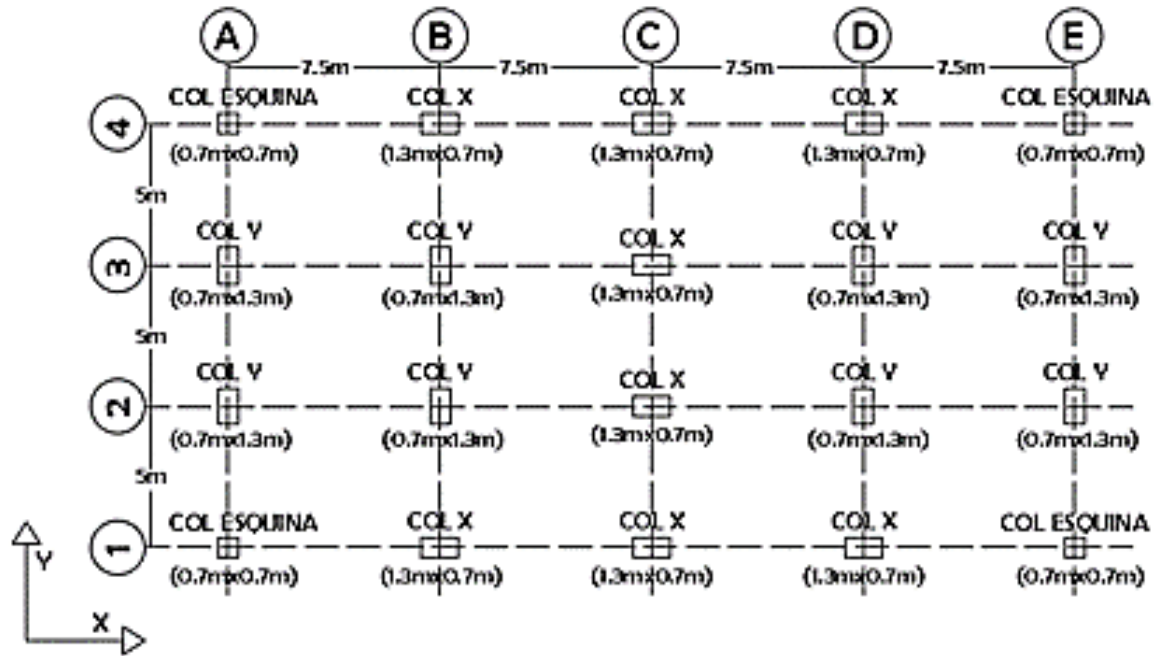 A B C D E
7.5m 7.5m 7.5m 7.5m
COL ESQUINA COL X COL X COL X COL ESQUINA
4
(0.7mx0.7m) (1.3mx0.7m) (1.3mx0.7m) (1.3mx0.7m) (0.7mx0.7m)
5m
COL Y COL Y COL X COL Y COL Y
3
(0.7mx1.3m) (0.7mx1.3m) (1.3mx0.7m) (0.7mx1.3m) (0.7mx1.3m)
5m
COL Y COL Y COL X COL Y COL Y
2
(0.7mx1.3m) (0.7mx1.3m) (1.3mx0.7m) (0.7mx1.3m) (0.7mx1.3m)
5m
COL ESQUINA COL X COL X COL X COL ESQUINA
1
(0.7mx0.7m) (1.3mx0.7m) (1.3mx0.7m) (1.3mx0.7m) (0.7mx0.7m)
Y
X